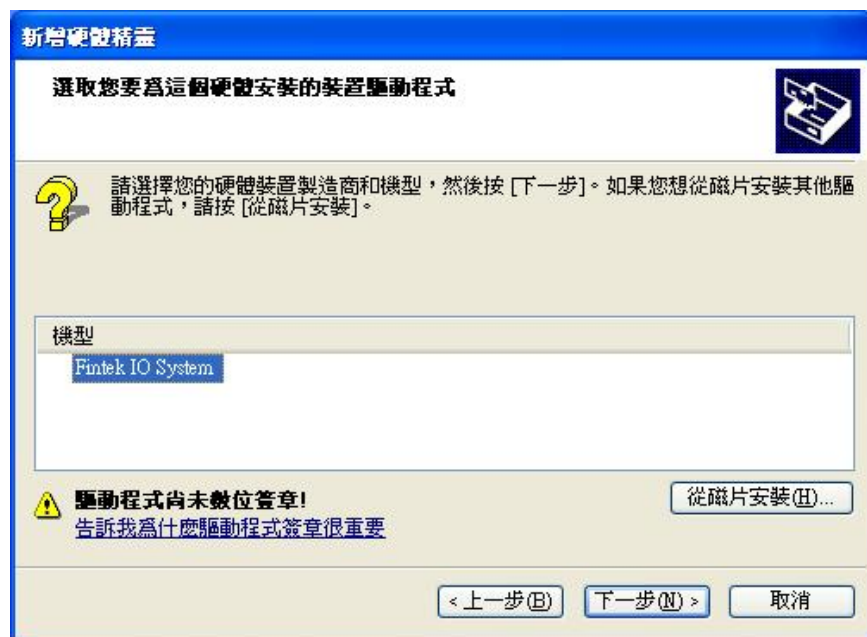 新增硬體精靈
選取您要為這個硬體安裝的裝置驅動程式
請選擇您的硬體裝置製造商和機型，然後按 [下一步]。如果您想從磁片安裝其他驅
動程式，請按 [從磁片安裝]。
機型
Fintek IO System
驅動程式尚未數位簽章!
告訴我為什麼驅動程式簽章很重要
從磁片安裝(H)...
< 上一步(B)
下一步(N) >
取消